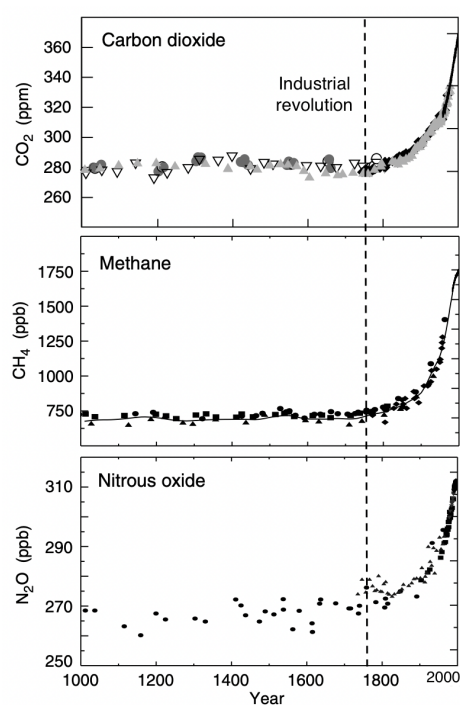 Carbon dioxide
360
340
320
300
280
260
CO₂ (ppm)
Industrial
revolution
Methane
1750
1500
1250
1000
750
CH₄ (ppb)
Nitrous oxide
310
290
270
250
N₂O (ppb)
1000 1200 1400 1600 1800 2000
Year